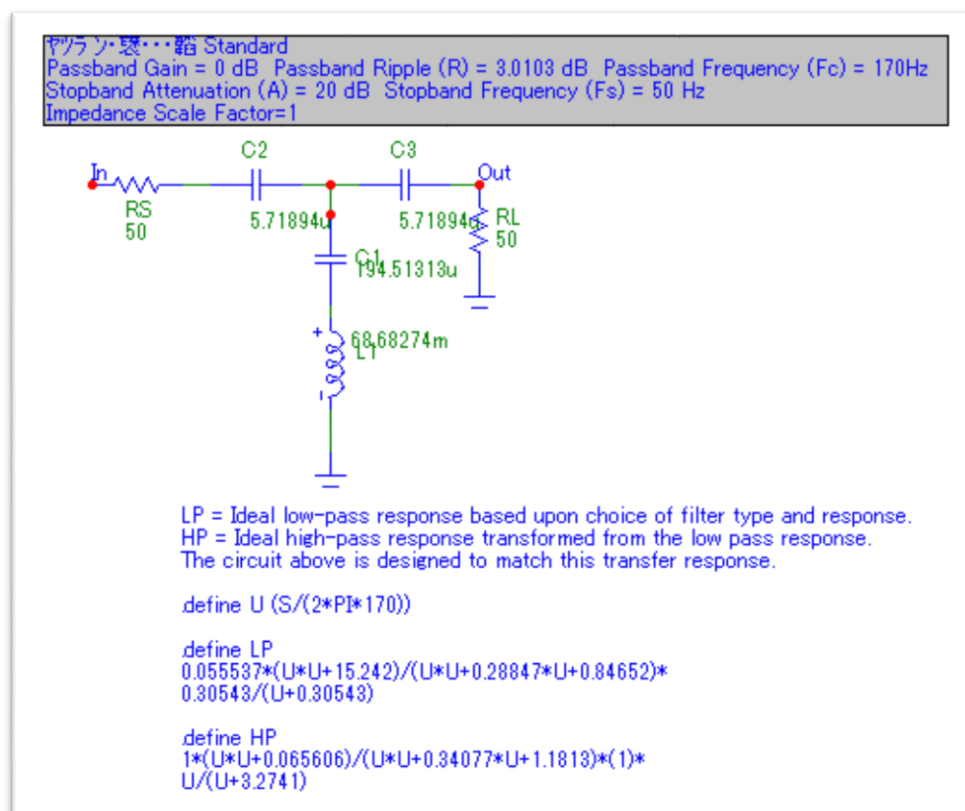 Standard
Passband Gain = 0 dB Passband Ripple (R) = 3.0103 dB Passband Frequency (Fc) = 170Hz
Stopband Attenuation (A) = 20 dB Stopband Frequency (Fs) = 50 Hz
Impedance Scale Factor=1
C2
C3
In
Out
RS
50
5.71894u
5.71894u
RL
50
C1
194.51313u
+
68.68274m
L1
-
LP = Ideal low-pass response based upon choice of filter type and response.
HP = Ideal high-pass response transformed from the low pass response.
The circuit above is designed to match this transfer response.
.define U (S/(2*PI*170))
.define LP
0.055537*(U*U+15.242)/(U*U+0.28847*U+0.84652)*
0.30543/(U+0.30543)
.define HP
1*(U*U+0.065606)/(U*U+0.34077*U+1.1813)*(1)*
U/(U+3.2741)